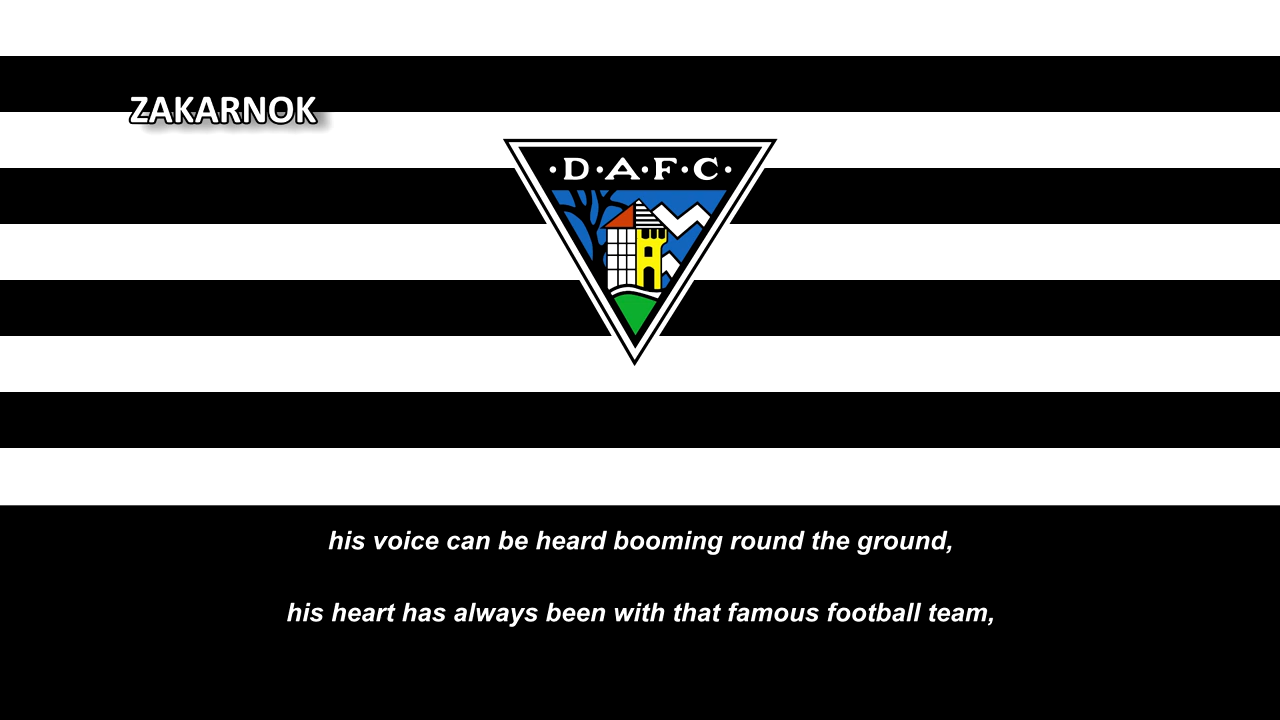 ZAKARNOK
·D·A·F·C·
his voice can be heard booming round the ground,
his heart has always been with that famous football team,